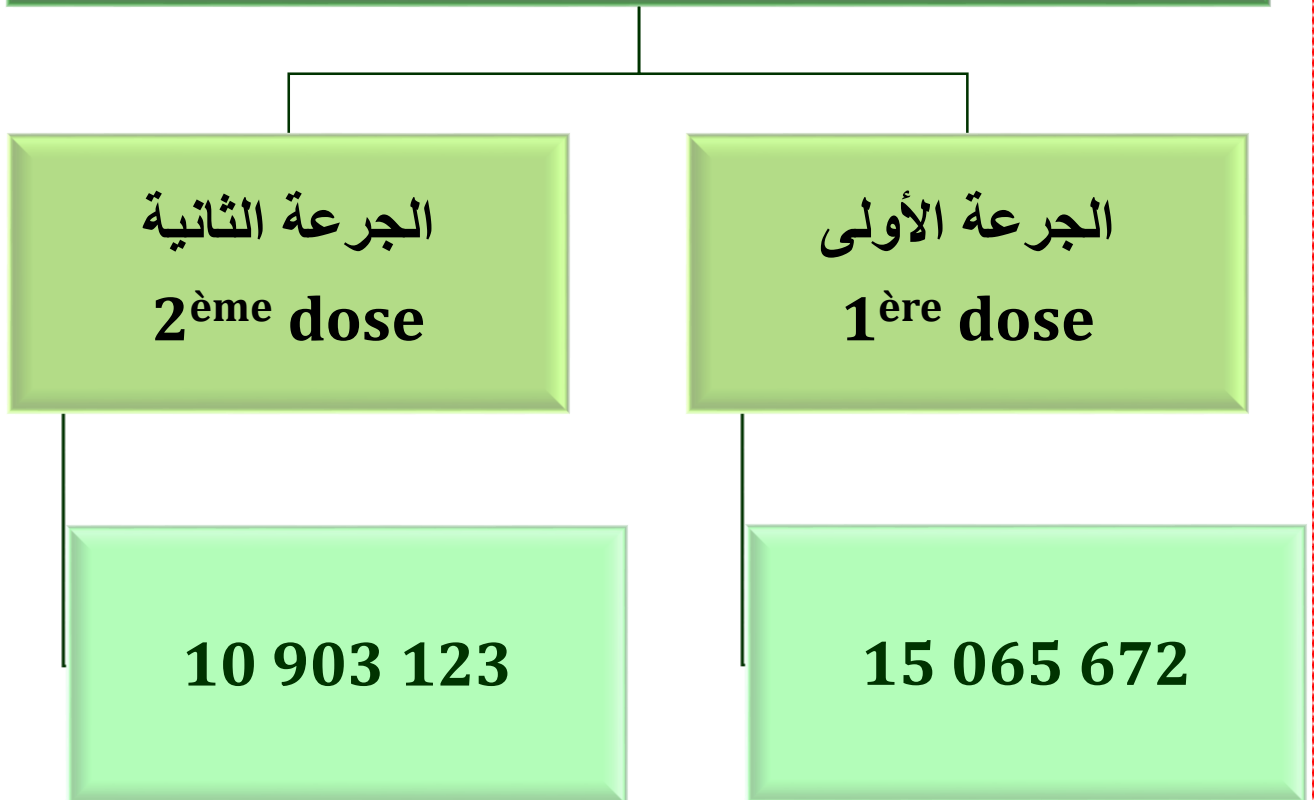 الجرعة الأولى
1ère dose
15 065 672
الجرعة الثانية
2ème dose
10 903 123